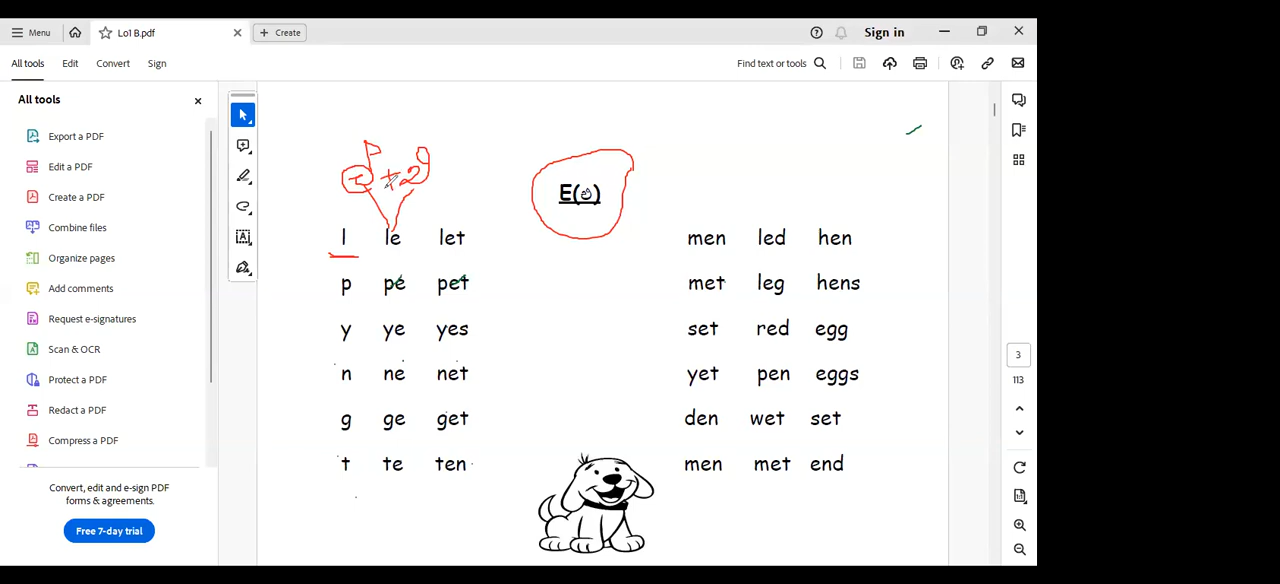 Menu
Lo1 B.pdf
Create
Sign in
All tools Edit Convert Sign
Find text or tools
All tools
Export a PDF
Edit a PDF
Create a PDF
Combine files
Organize pages
Add comments
Request e-signatures
Scan & OCR
Protect a PDF
Redact a PDF
Compress a PDF
Convert, edit and e-sign PDF
forms & agreements.
Free 7-day trial
E(එ)
l le let
p pe pet
y ye yes
n ne net
g ge get
t te ten
men led hen
met leg hens
set red egg
yet pen eggs
den wet set
men met end
3
113